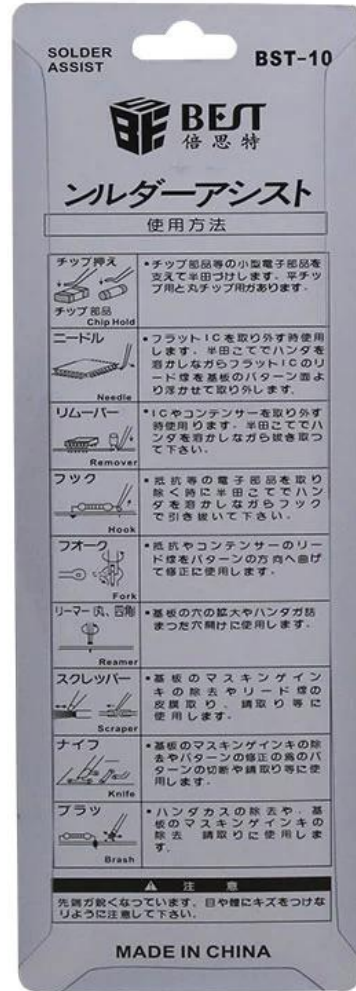 SOLDER
ASSIST
BST-10
BEST
倍思特
ンルダーアシスト
使用方法
チップ押え
チップ部品
Chip Hold
•チップ部品等の小型電子部品を
支えて半田づけします。平チッ
プ用と丸チップ用があります。
ニードル
Needle
•フラットICを取り外す時使用
します。半田こてでハンダを
溶かしながらフラットICのリ
ード線を基板のパターン面よ
り浮かせて取り外します。
リムーバー
Remover
•ICやコンデンサーを取り外す
時使用ります。半田こてでハ
ンダを溶かしながら抜き取っ
て下さい。
フック
Hook
•抵抗等の電子部品を取り
除く時に半田こてでハン
ダを溶かしながらフック
で引き抜いて下さい。
フオーク
Fork
•抵抗やコンテンサーのリー
ド線をパターンの方向へ曲げ
て修正に使用します。
リーマー(丸、四角)
Reamer
•基板の穴の拡大やハンダガ詰
まつた穴開けに使用します。
スクレッパー
Scraper
•基板のマスキンゲイン
キの除去やリード線の
皮膜取り、錆取り等に
使用します。
ナイフ
Knife
•基板のマスキンゲインキの除
去やパターンの修正の為のパ
ターンの切断や錆取り等に使
用します。
ブラッ
Brash
•ハンダカスの除去や、基
板のマスキンゲインキの
除去 錆取りに使用しま
す.
注意
先端ガ鋭くなっています、目や瞳にキズをつけな
りように注意して下さい.
MADE IN CHINA